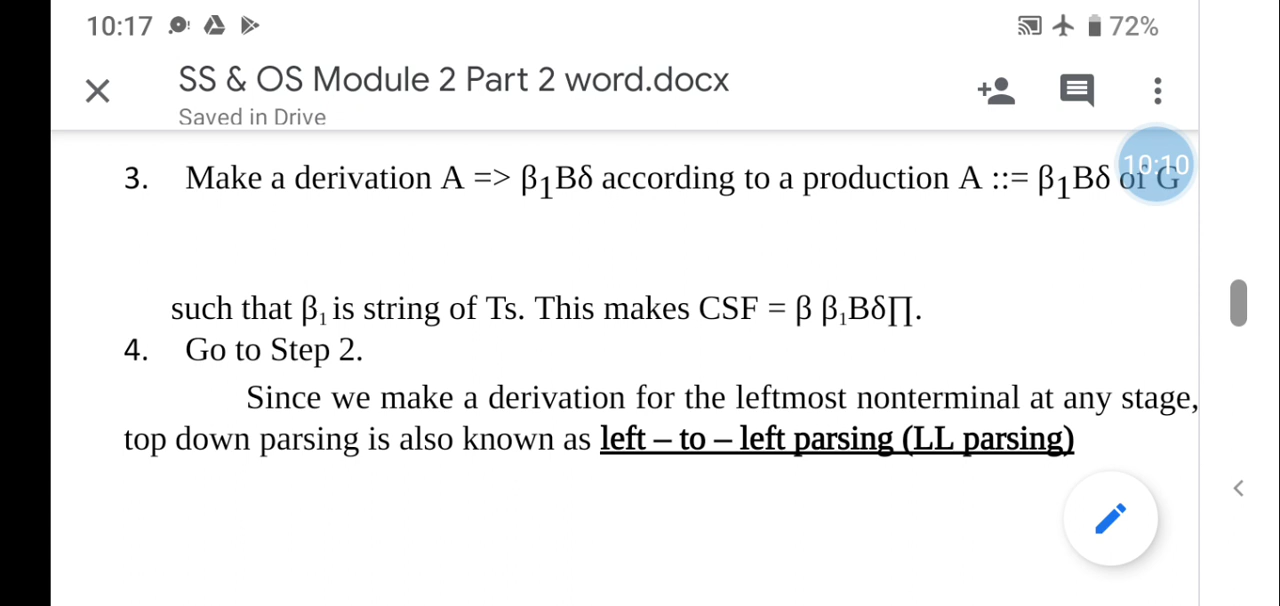 10:17 72%
SS & OS Module 2 Part 2 word.docx
Saved in Drive
10:10
3. Make a derivation A => β₁Bδ according to a production A ::= β₁Bδ of G
such that β₁ is string of Ts. This makes CSF = β β₁Bδ∏.
4. Go to Step 2.
Since we make a derivation for the leftmost nonterminal at any stage,
top down parsing is also known as left – to – left parsing (LL parsing)